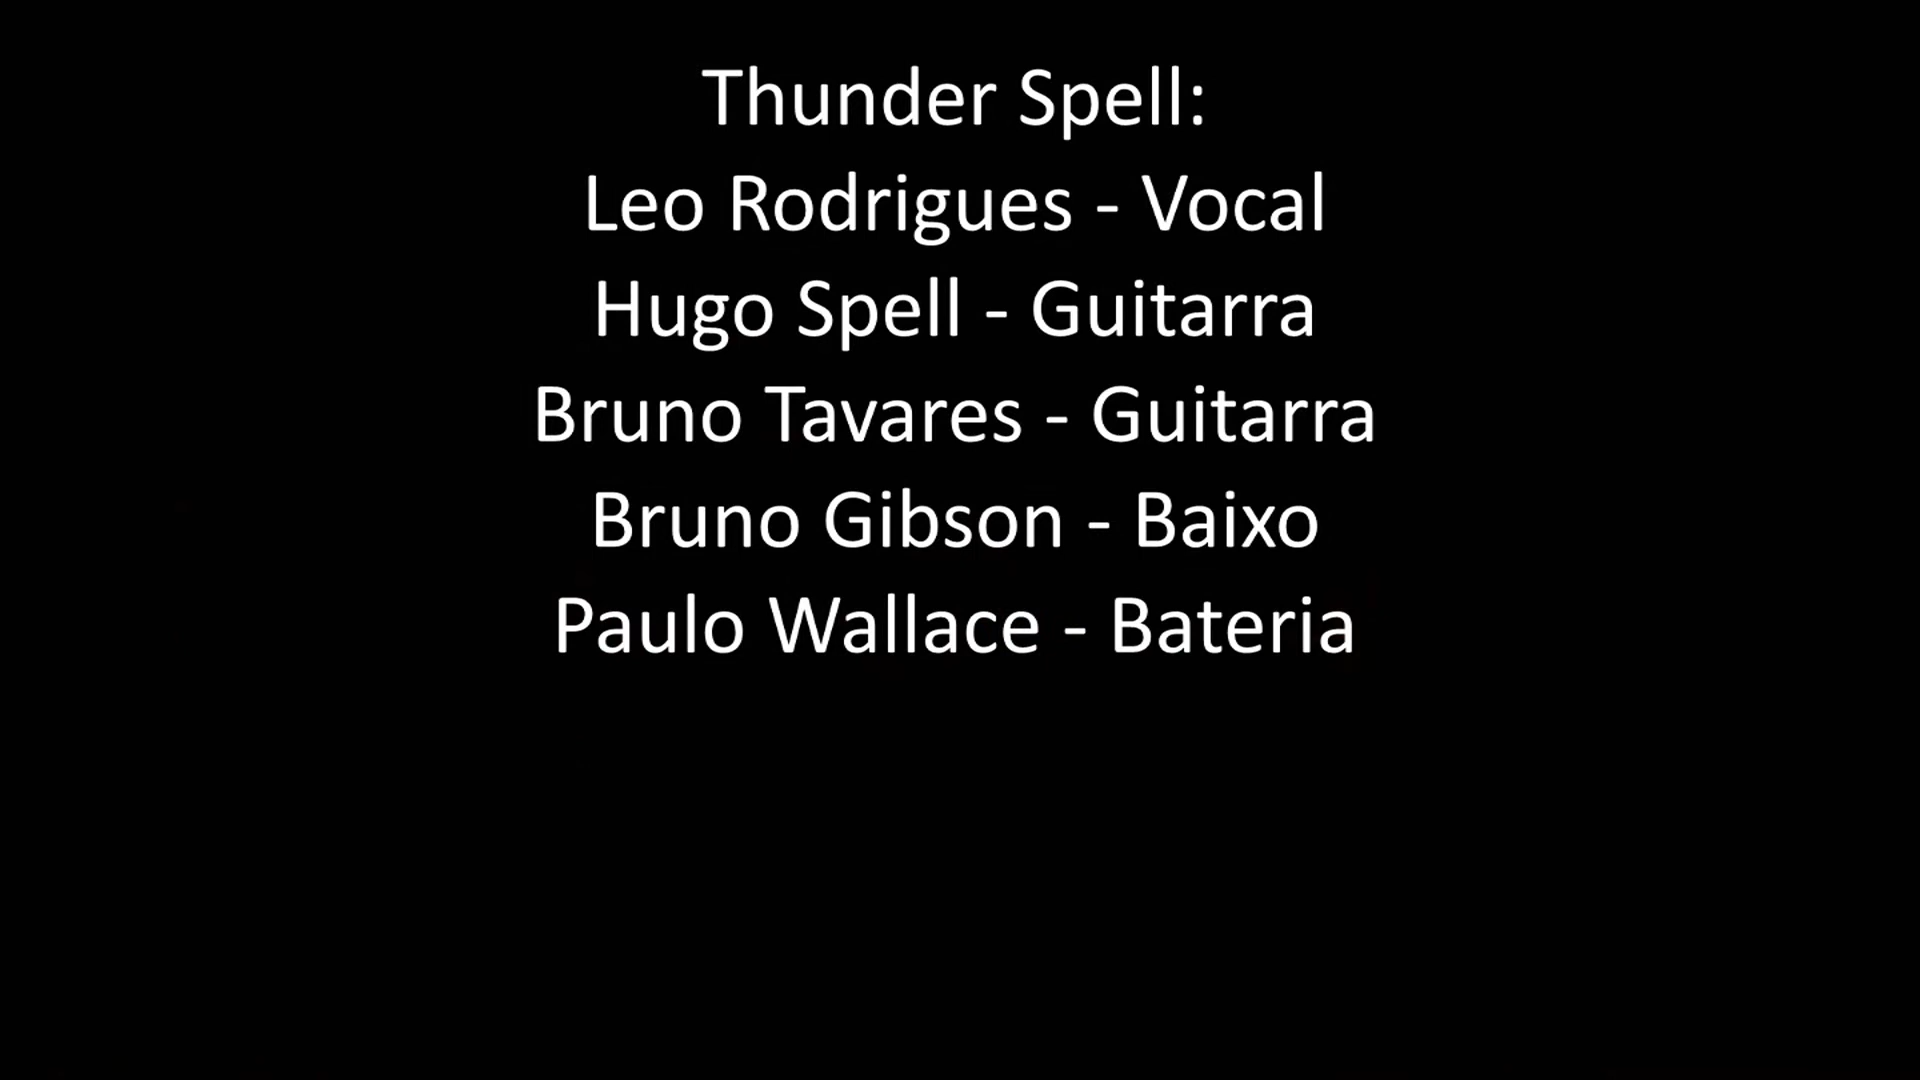 Thunder Spell:
Leo Rodrigues - Vocal
Hugo Spell - Guitarra
Bruno Tavares - Guitarra
Bruno Gibson - Baixo
Paulo Wallace - Bateria